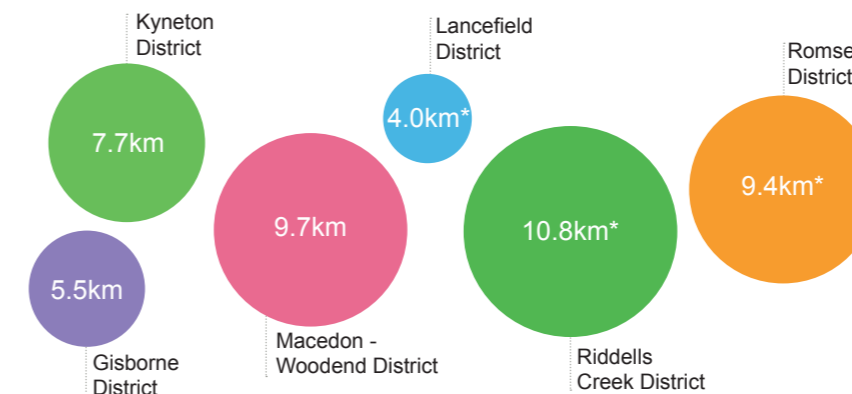 Kyneton
District
7.7km
5.5km
Gisborne
District
9.7km
Macedon -
Woodend District
Lancefield
District
4.0km*
10.8km*
Riddells
Creek District
Romse
District
9.4km*